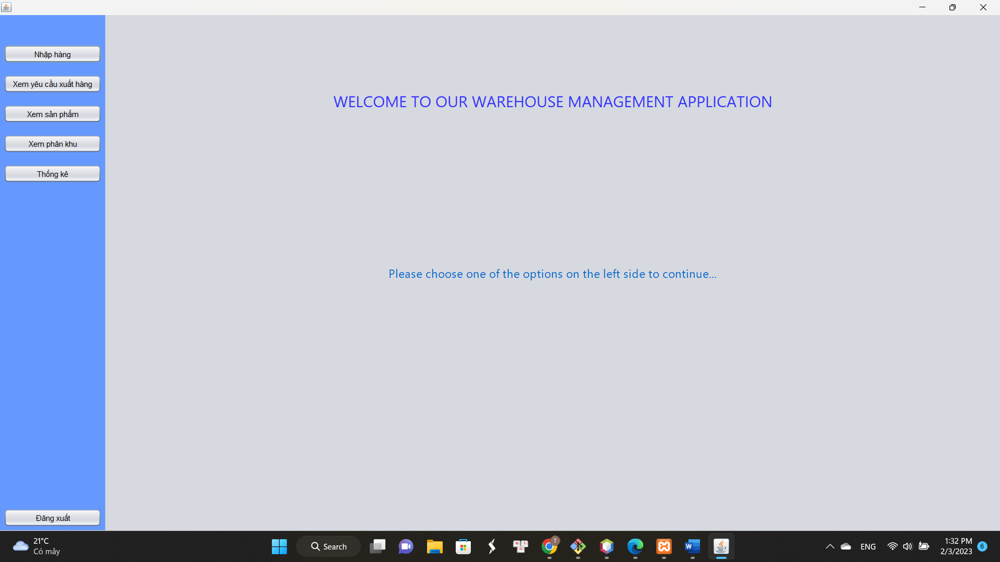 Nhập hàng
Xem yêu cầu xuất hàng
Xem sản phẩm
Xem phân khu
Thống kê
Đăng xuất
WELCOME TO OUR WAREHOUSE MANAGEMENT APPLICATION
Please choose one of the options on the left side to continue...
21°C
Có mây
Search
T
u i
n
W
ENG
1:32 PM
2/3/2023
6